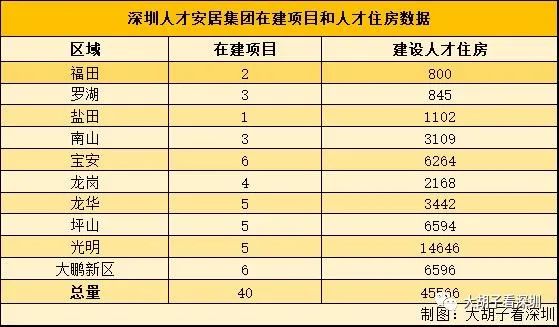 深圳人才安居集团在建项目和人才住房数据
区域 在建项目 建设人才住房
福田 2 800
罗湖 3 845
盐田 1 1102
南山 3 3109
宝安 6 6264
龙岗 4 2168
龙华 5 3442
坪山 5 6594
光明 5 14646
大鹏新区 6 6596
总量 40 45566
大胡子看深圳
制图：大胡子看深圳